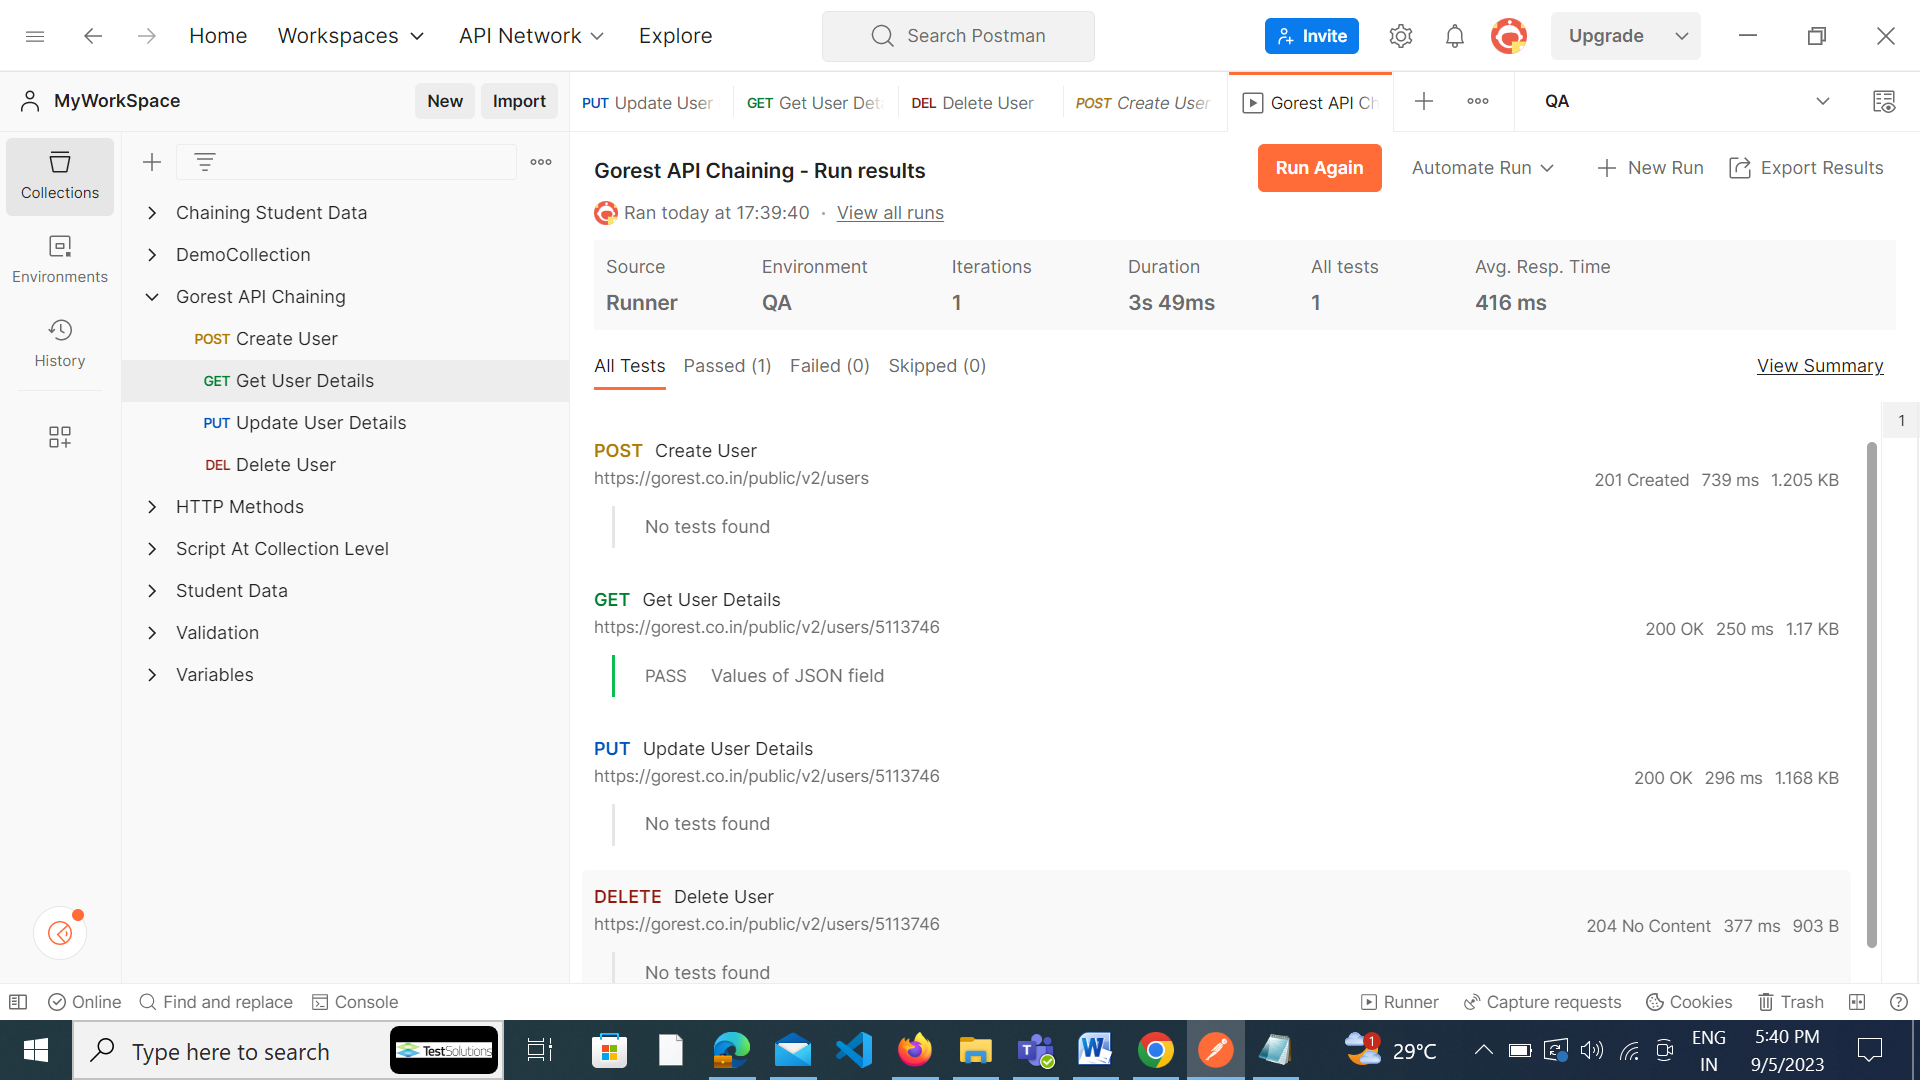 Home Workspaces API Network Explore Search Postman Invite Upgrade
MyWorkSpace New Import PUT Update User GET Get User Deta DEL Delete User POST Create User Gorest API Ch QA
Collections
Environments
History
Chaining Student Data
DemoCollection
Gorest API Chaining
POST Create User
GET Get User Details
PUT Update User Details
DEL Delete User
HTTP Methods
Script At Collection Level
Student Data
Validation
Variables
Gorest API Chaining - Run results Run Again Automate Run New Run Export Results
Ran today at 17:39:40 · View all runs
Source Environment Iterations Duration All tests Avg. Resp. Time
Runner QA 1 3s 49ms 1 416 ms
All Tests Passed (1) Failed (0) Skipped (0) View Summary
1
POST Create User
https://gorest.co.in/public/v2/users 201 Created 739 ms 1.205 KB
No tests found
GET Get User Details
https://gorest.co.in/public/v2/users/5113746 200 OK 250 ms 1.17 KB
PASS Values of JSON field
PUT Update User Details
https://gorest.co.in/public/v2/users/5113746 200 OK 296 ms 1.168 KB
No tests found
DELETE Delete User
https://gorest.co.in/public/v2/users/5113746 204 No Content 377 ms 903 B
No tests found
Online Find and replace Console Runner Capture requests Cookies Trash
Type here to search TestSolutions 1 29°C ENG 5:40 PM
IN 9/5/2023